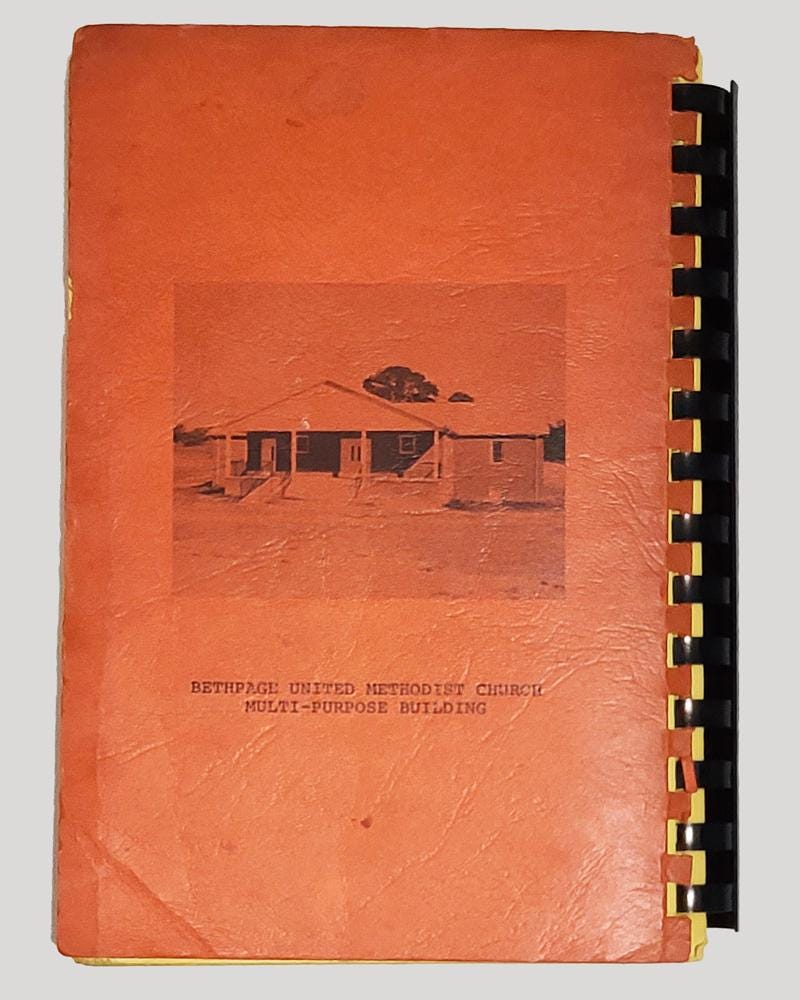 BETHPAGE UNITED METHODIST CHURCH
MULTI-PURPOSE BUILDING